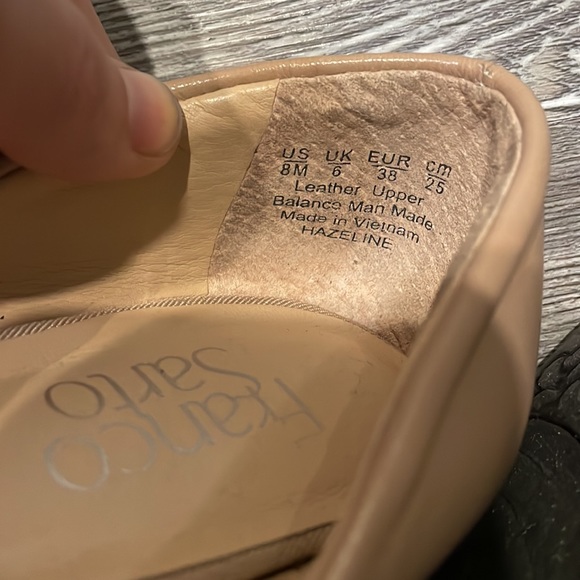 US UK EUR cm
8M 6 38 25
Leather Upper
Balance Man Made
Made in Vietnam
HAZELINE
Franco
Sarto